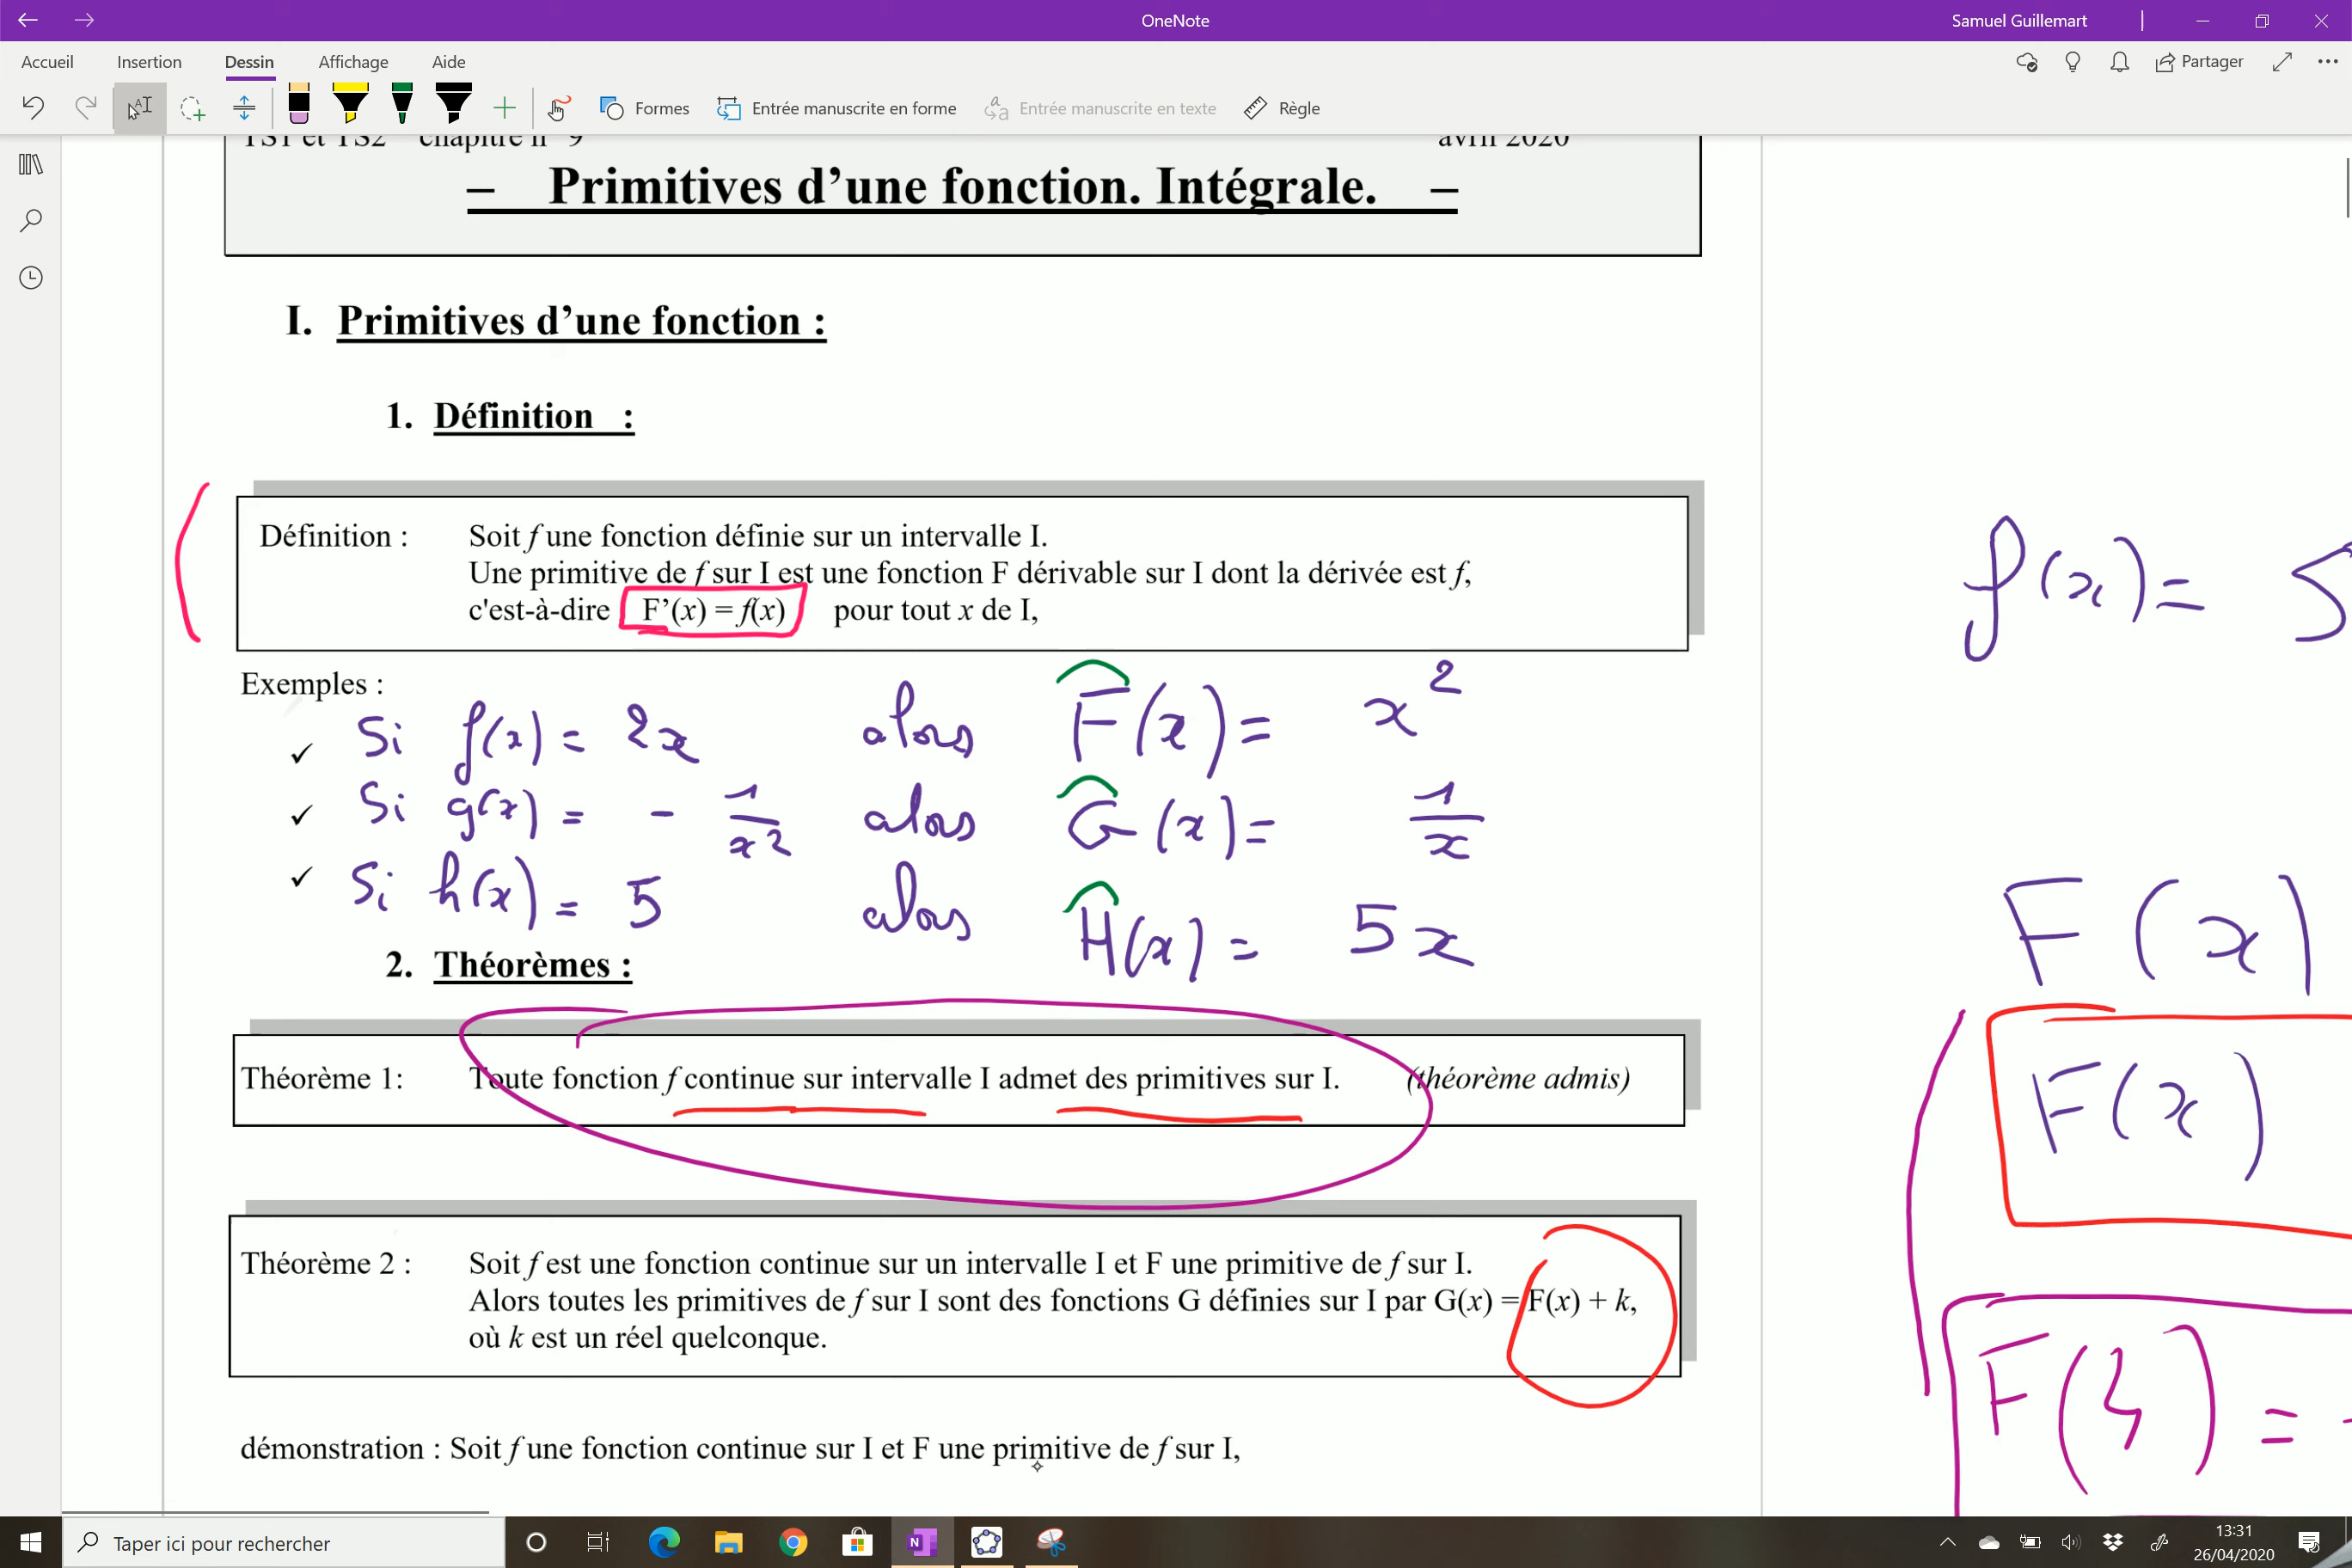 OneNote
Samuel Guillemart
Accueil Insertion Dessin Affichage Aide
Partager
Formes Entrée manuscrite en forme Entrée manuscrite en texte Règle
TS1 et TS2 chapitre n° 9 avril 2020
– Primitives d’une fonction. Intégrale. –
I. Primitives d’une fonction :
1. Définition :
Définition : Soit f une fonction définie sur un intervalle I.
Une primitive de f sur I est une fonction F dérivable sur I dont la dérivée est f,
c'est-à-dire F’(x) = f(x) pour tout x de I,
f(x) = 5
Exemples :
✓ Si f(x) = 2x alors F(x) = x²
✓ Si g(x) = - 1/x² alors G(x) = 1/x
✓ Si h(x) = 5 alors H(x) = 5x
F(x)
2. Théorèmes :
Théorème 1: Toute fonction f continue sur intervalle I admet des primitives sur I. (théorème admis)
F(x)
Théorème 2 : Soit f est une fonction continue sur un intervalle I et F une primitive de f sur I.
Alors toutes les primitives de f sur I sont des fonctions G définies sur I par G(x) = F(x) + k,
où k est un réel quelconque.
démonstration : Soit f une fonction continue sur I et F une primitive de f sur I,
Taper ici pour rechercher
13:31
26/04/2020